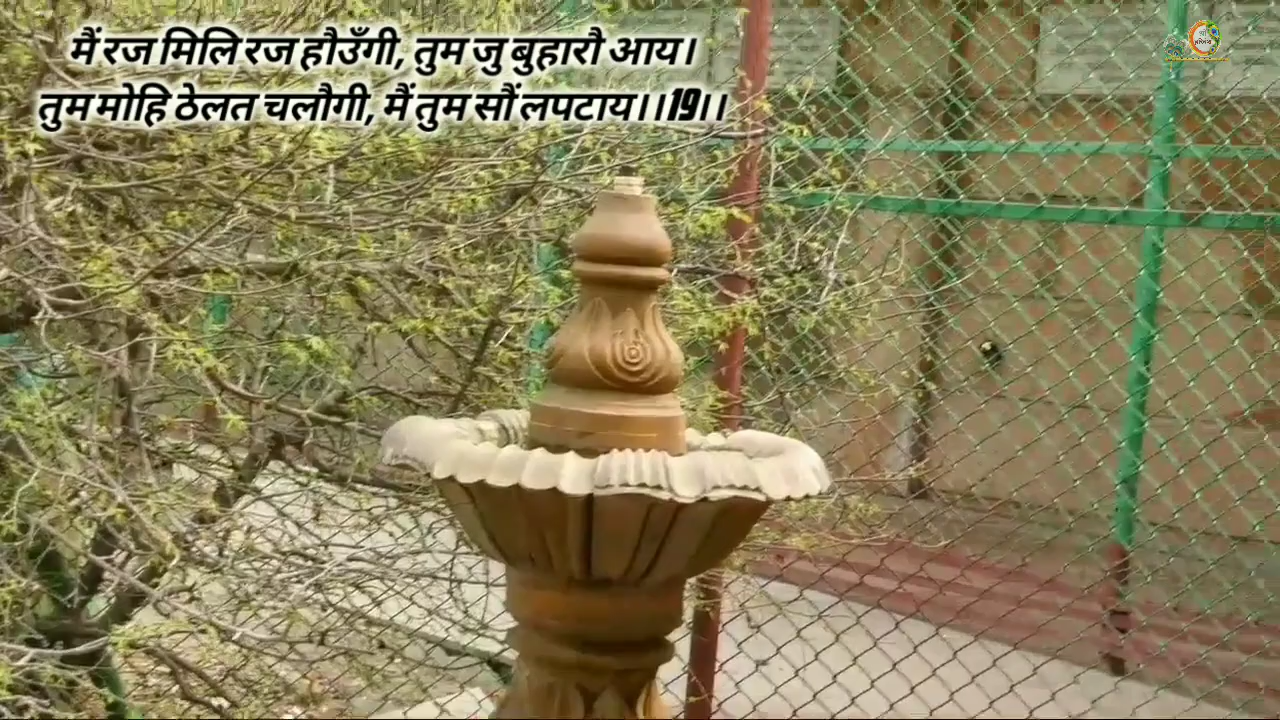 मैं रज मिलि रज हौउँगी, तुम जु बुहारौ आय।
तुम मोहि ठेलत चलौगी, मैं तुम सौं लपटाय।।19।।